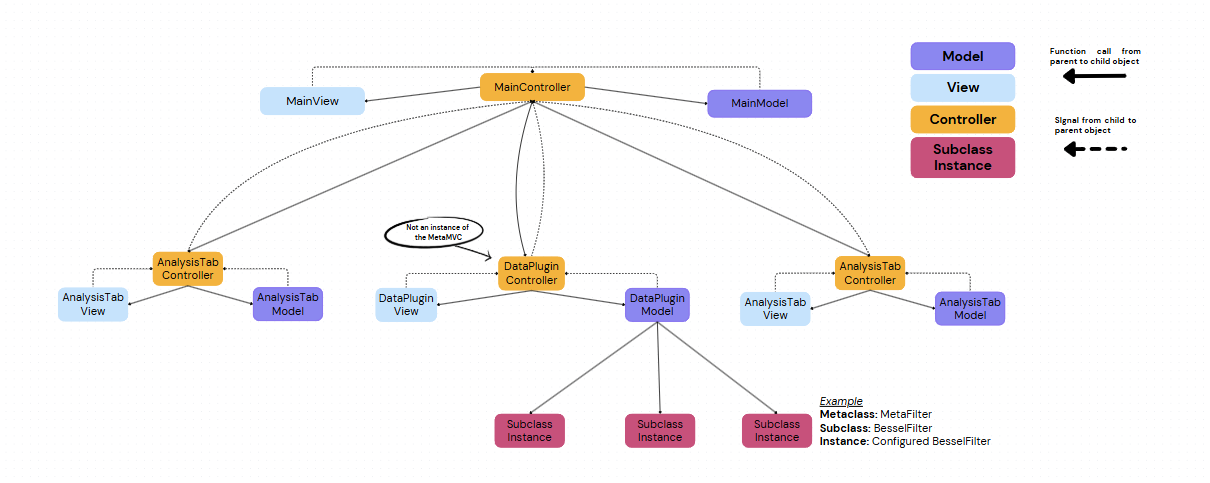 Model
Function call from
parent to child object
View
MainController
MainView
MainModel
Controller
SIgnal from child to
parent object
Subclass
Instance
Not an instance of
the MetaMVC
AnalysisTab
Controller
DataPlugin
Controller
AnalysisTab
Controller
AnalysisTab
View
AnalysisTab
Model
DataPlugin
View
DataPlugin
Model
AnalysisTab
View
AnalysisTab
Model
Subclass
Instance
Subclass
Instance
Subclass
Instance
Example
Metaclass: MetaFilter
Subclass: BesselFilter
Instance: Configured BesselFilter